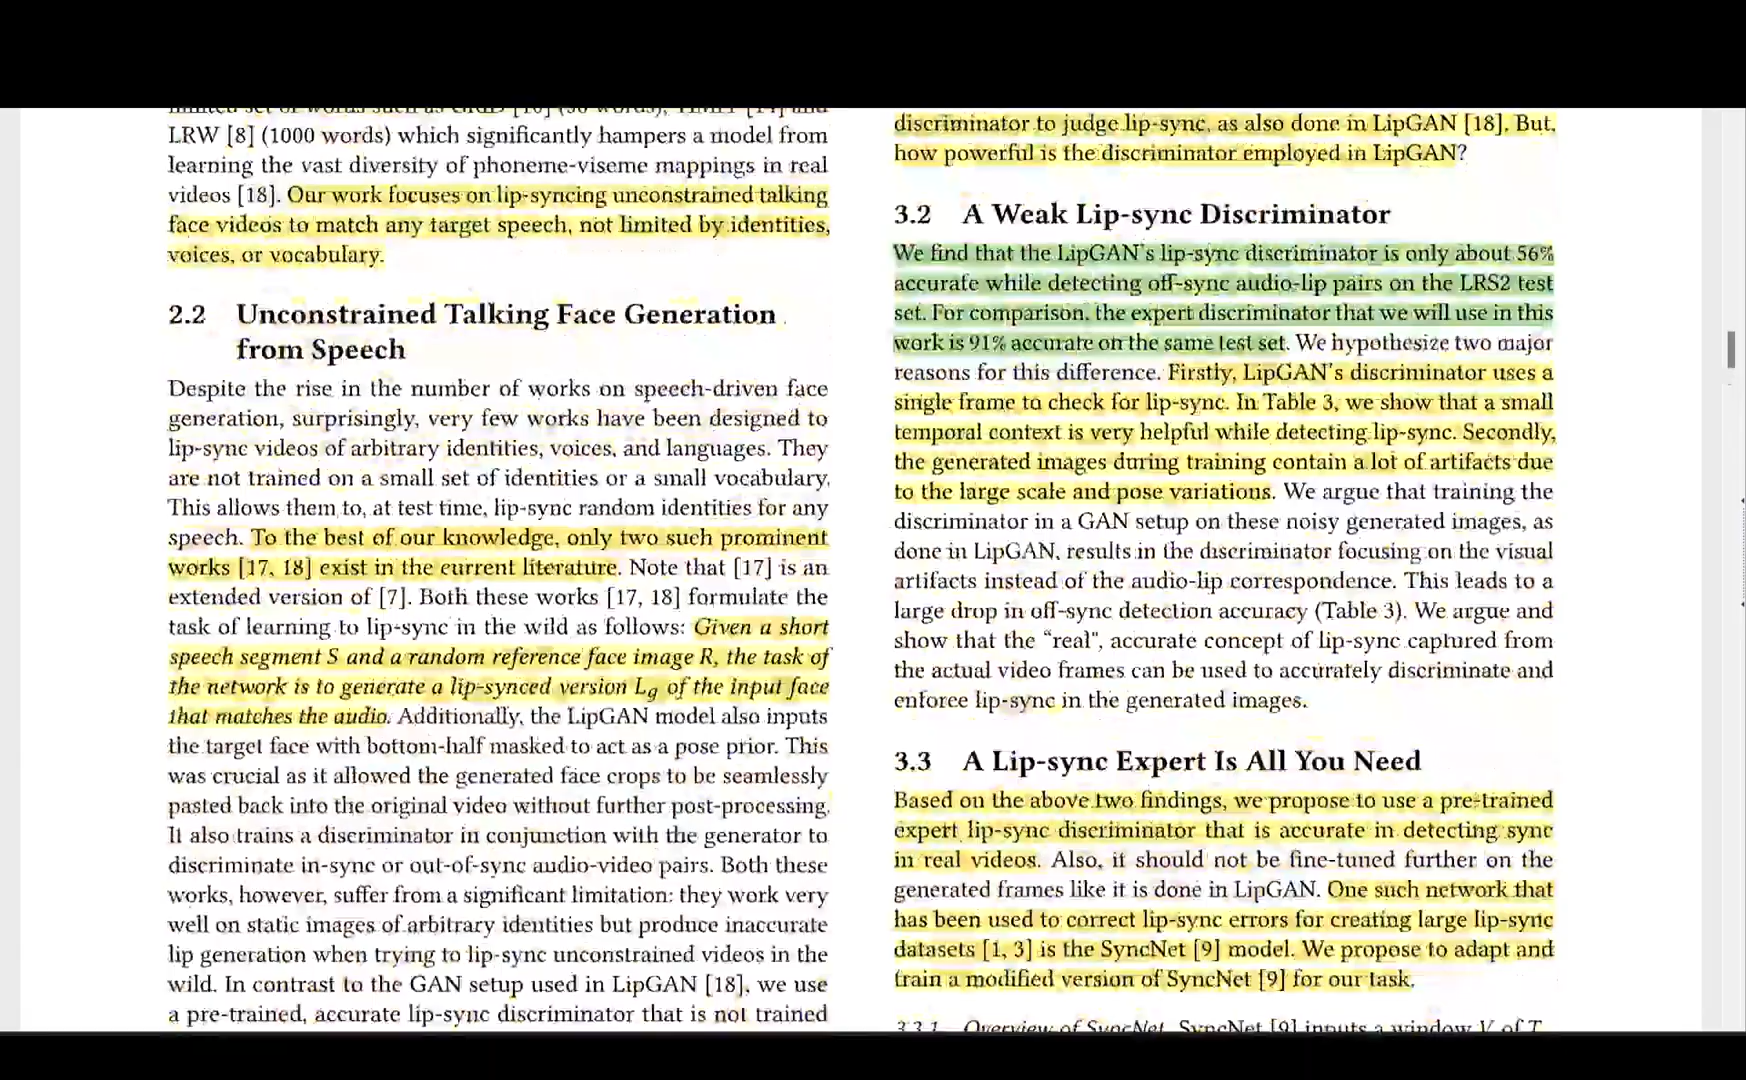 LRW [8] (1000 words) which significantly hampers a model from
learning the vast diversity of phoneme-viseme mappings in real
videos [18]. Our work focuses on lip-syncing unconstrained talking
face videos to match any target speech, not limited by identities,
voices, or vocabulary.
2.2 Unconstrained Talking Face Generation
from Speech
Despite the rise in the number of works on speech-driven face
generation, surprisingly, very few works have been designed to
lip-sync videos of arbitrary identities, voices, and languages. They
are not trained on a small set of identities or a small vocabulary.
This allows them to, at test time, lip-sync random identities for any
speech. To the best of our knowledge, only two such prominent
works [17, 18] exist in the current literature. Note that [17] is an
extended version of [7]. Both these works [17, 18] formulate the
task of learning to lip-sync in the wild as follows: Given a short
speech segment S and a random reference face image R, the task of
the network is to generate a lip-synced version Lg of the input face
that matches the audio. Additionally, the LipGAN model also inputs
the target face with bottom-half masked to act as a pose prior. This
was crucial as it allowed the generated face crops to be seamlessly
pasted back into the original video without further post-processing.
It also trains a discriminator in conjunction with the generator to
discriminate in-sync or out-of-sync audio-video pairs. Both these
works, however, suffer from a significant limitation: they work very
well on static images of arbitrary identities but produce inaccurate
lip generation when trying to lip-sync unconstrained videos in the
wild. In contrast to the GAN setup used in LipGAN [18], we use
a pre-trained, accurate lip-sync discriminator that is not trained
discriminator to judge lip-sync, as also done in LipGAN [18]. But,
how powerful is the discriminator employed in LipGAN?
3.2 A Weak Lip-sync Discriminator
We find that the LipGAN's lip-sync discriminator is only about 56%
accurate while detecting off-sync audio-lip pairs on the LRS2 test
set. For comparison, the expert discriminator that we will use in this
work is 91% accurate on the same test set. We hypothesize two major
reasons for this difference. Firstly, LipGAN's discriminator uses a
single frame to check for lip-sync. In Table 3, we show that a small
temporal context is very helpful while detecting lip-sync. Secondly,
the generated images during training contain a lot of artifacts due
to the large scale and pose variations. We argue that training the
discriminator in a GAN setup on these noisy generated images, as
done in LipGAN, results in the discriminator focusing on the visual
artifacts instead of the audio-lip correspondence. This leads to a
large drop in off-sync detection accuracy (Table 3). We argue and
show that the "real", accurate concept of lip-sync captured from
the actual video frames can be used to accurately discriminate and
enforce lip-sync in the generated images.
3.3 A Lip-sync Expert Is All You Need
Based on the above two findings, we propose to use a pre-trained
expert lip-sync discriminator that is accurate in detecting sync
in real videos. Also, it should not be fine-tuned further on the
generated frames like it is done in LipGAN. One such network that
has been used to correct lip-sync errors for creating large lip-sync
datasets [1, 3] is the SyncNet [9] model. We propose to adapt and
train a modified version of SyncNet [9] for our task.
3.3.1 Overview of SyncNet. SyncNet [9] inputs a window V of T